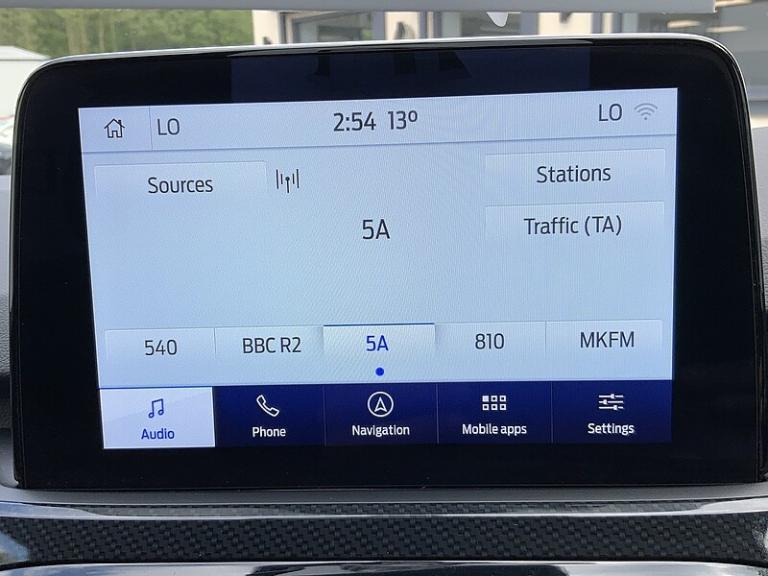 LO 2:54 13° LO
Sources Stations
5A Traffic (TA)
540 BBC R2 5A 810 MKFM
Audio Phone Navigation Mobile apps Settings